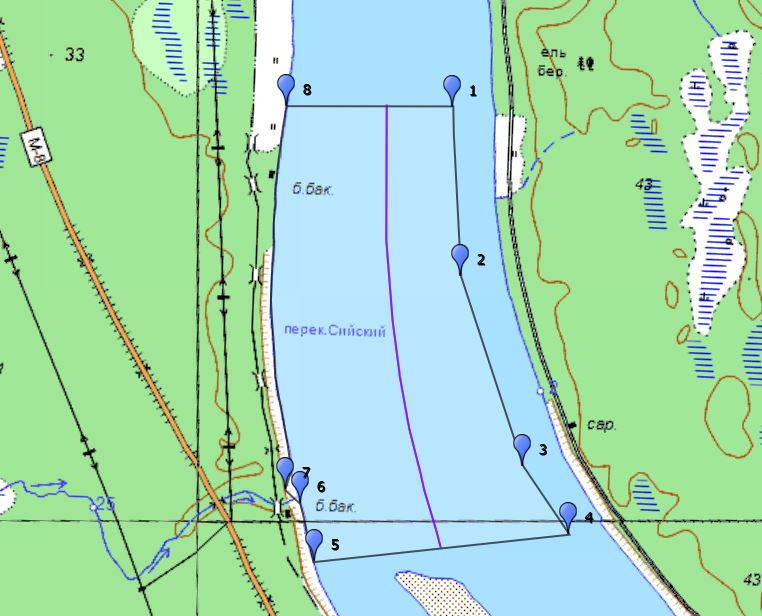 33
ель
бер.
8
1
М-8
б.бак.
43
2
перек.Сийский
2
сар.
3
7
6
25
б.бак.
4
5
43